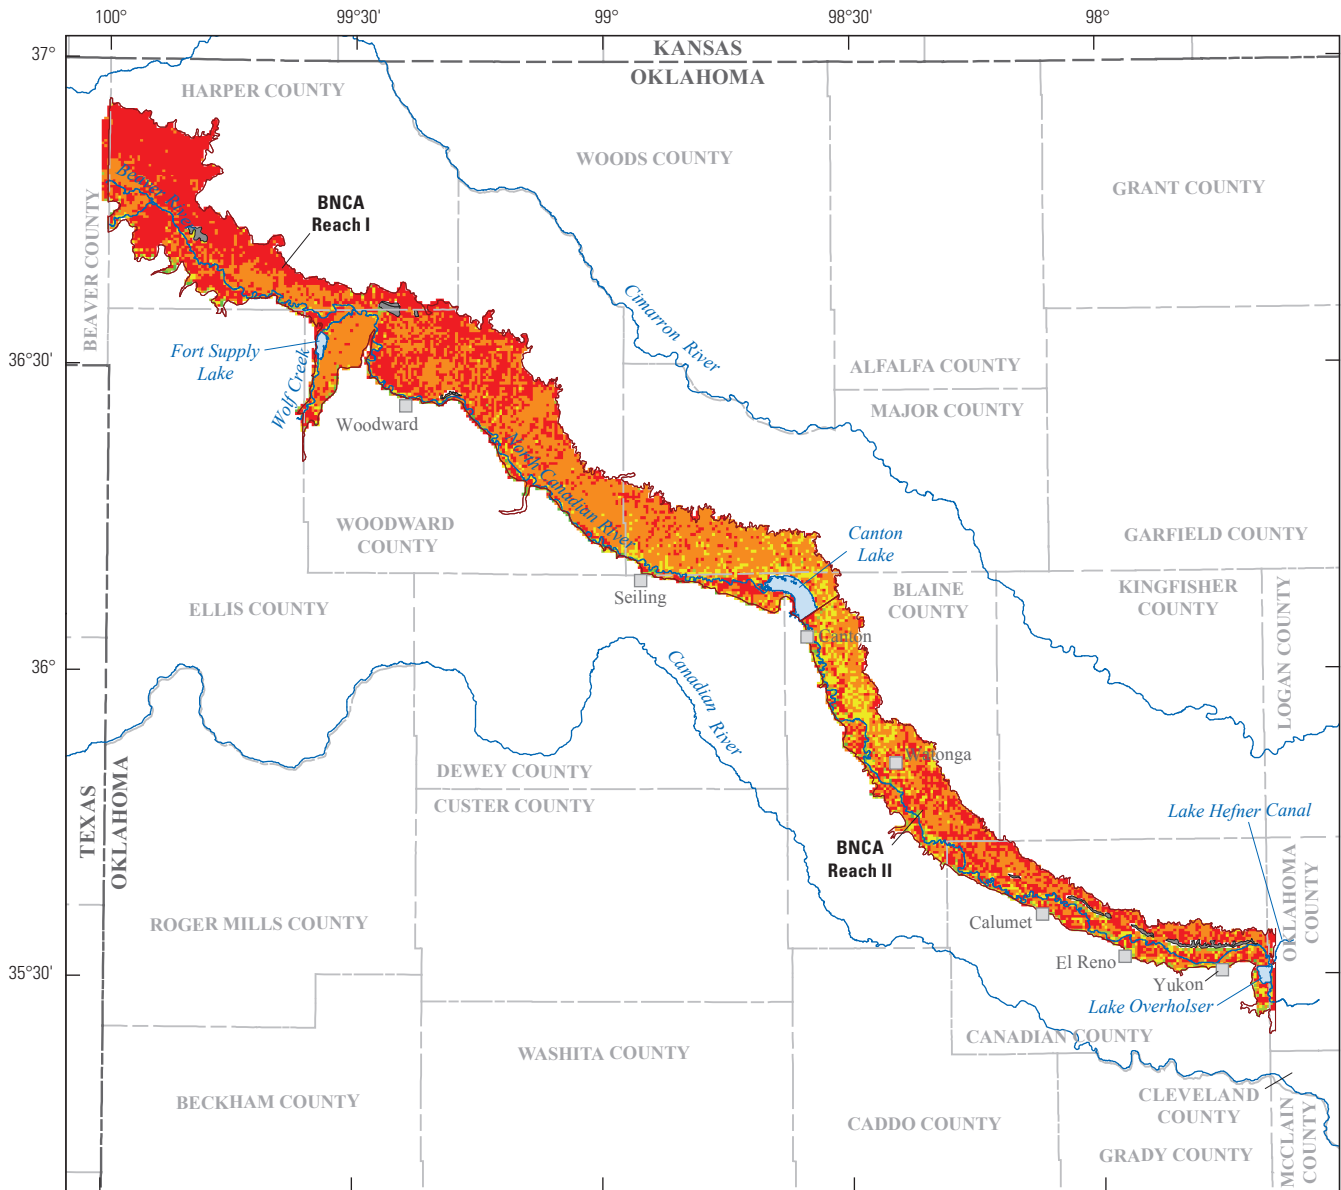 100°
99°30'
99°
98°30'
98°
37°
KANSAS
OKLAHOMA
HARPER COUNTY
WOODS COUNTY
GRANT COUNTY
Beaver River
BNCA
Reach I
BEAVER COUNTY
Cimarron River
36°30'
Fort Supply
Lake
Wolf Creek
ALFALFA COUNTY
MAJOR COUNTY
Woodward
North Canadian River
WOODWARD
COUNTY
Canton
Lake
GARFIELD COUNTY
Seiling
BLAINE
COUNTY
KINGFISHER
COUNTY
ELLIS COUNTY
LOGAN COUNTY
Canton
36°
Canadian River
Watonga
DEWEY COUNTY
CUSTER COUNTY
TEXAS
OKLAHOMA
Lake Hefner Canal
BNCA
Reach II
OKLAHOMA
COUNTY
ROGER MILLS COUNTY
Calumet
35°30'
El Reno
Yukon
Lake Overholser
CANADIAN COUNTY
WASHITA COUNTY
BECKHAM COUNTY
CLEVELAND
COUNTY
CADDO COUNTY
GRADY COUNTY
MCCLAIN
COUNTY